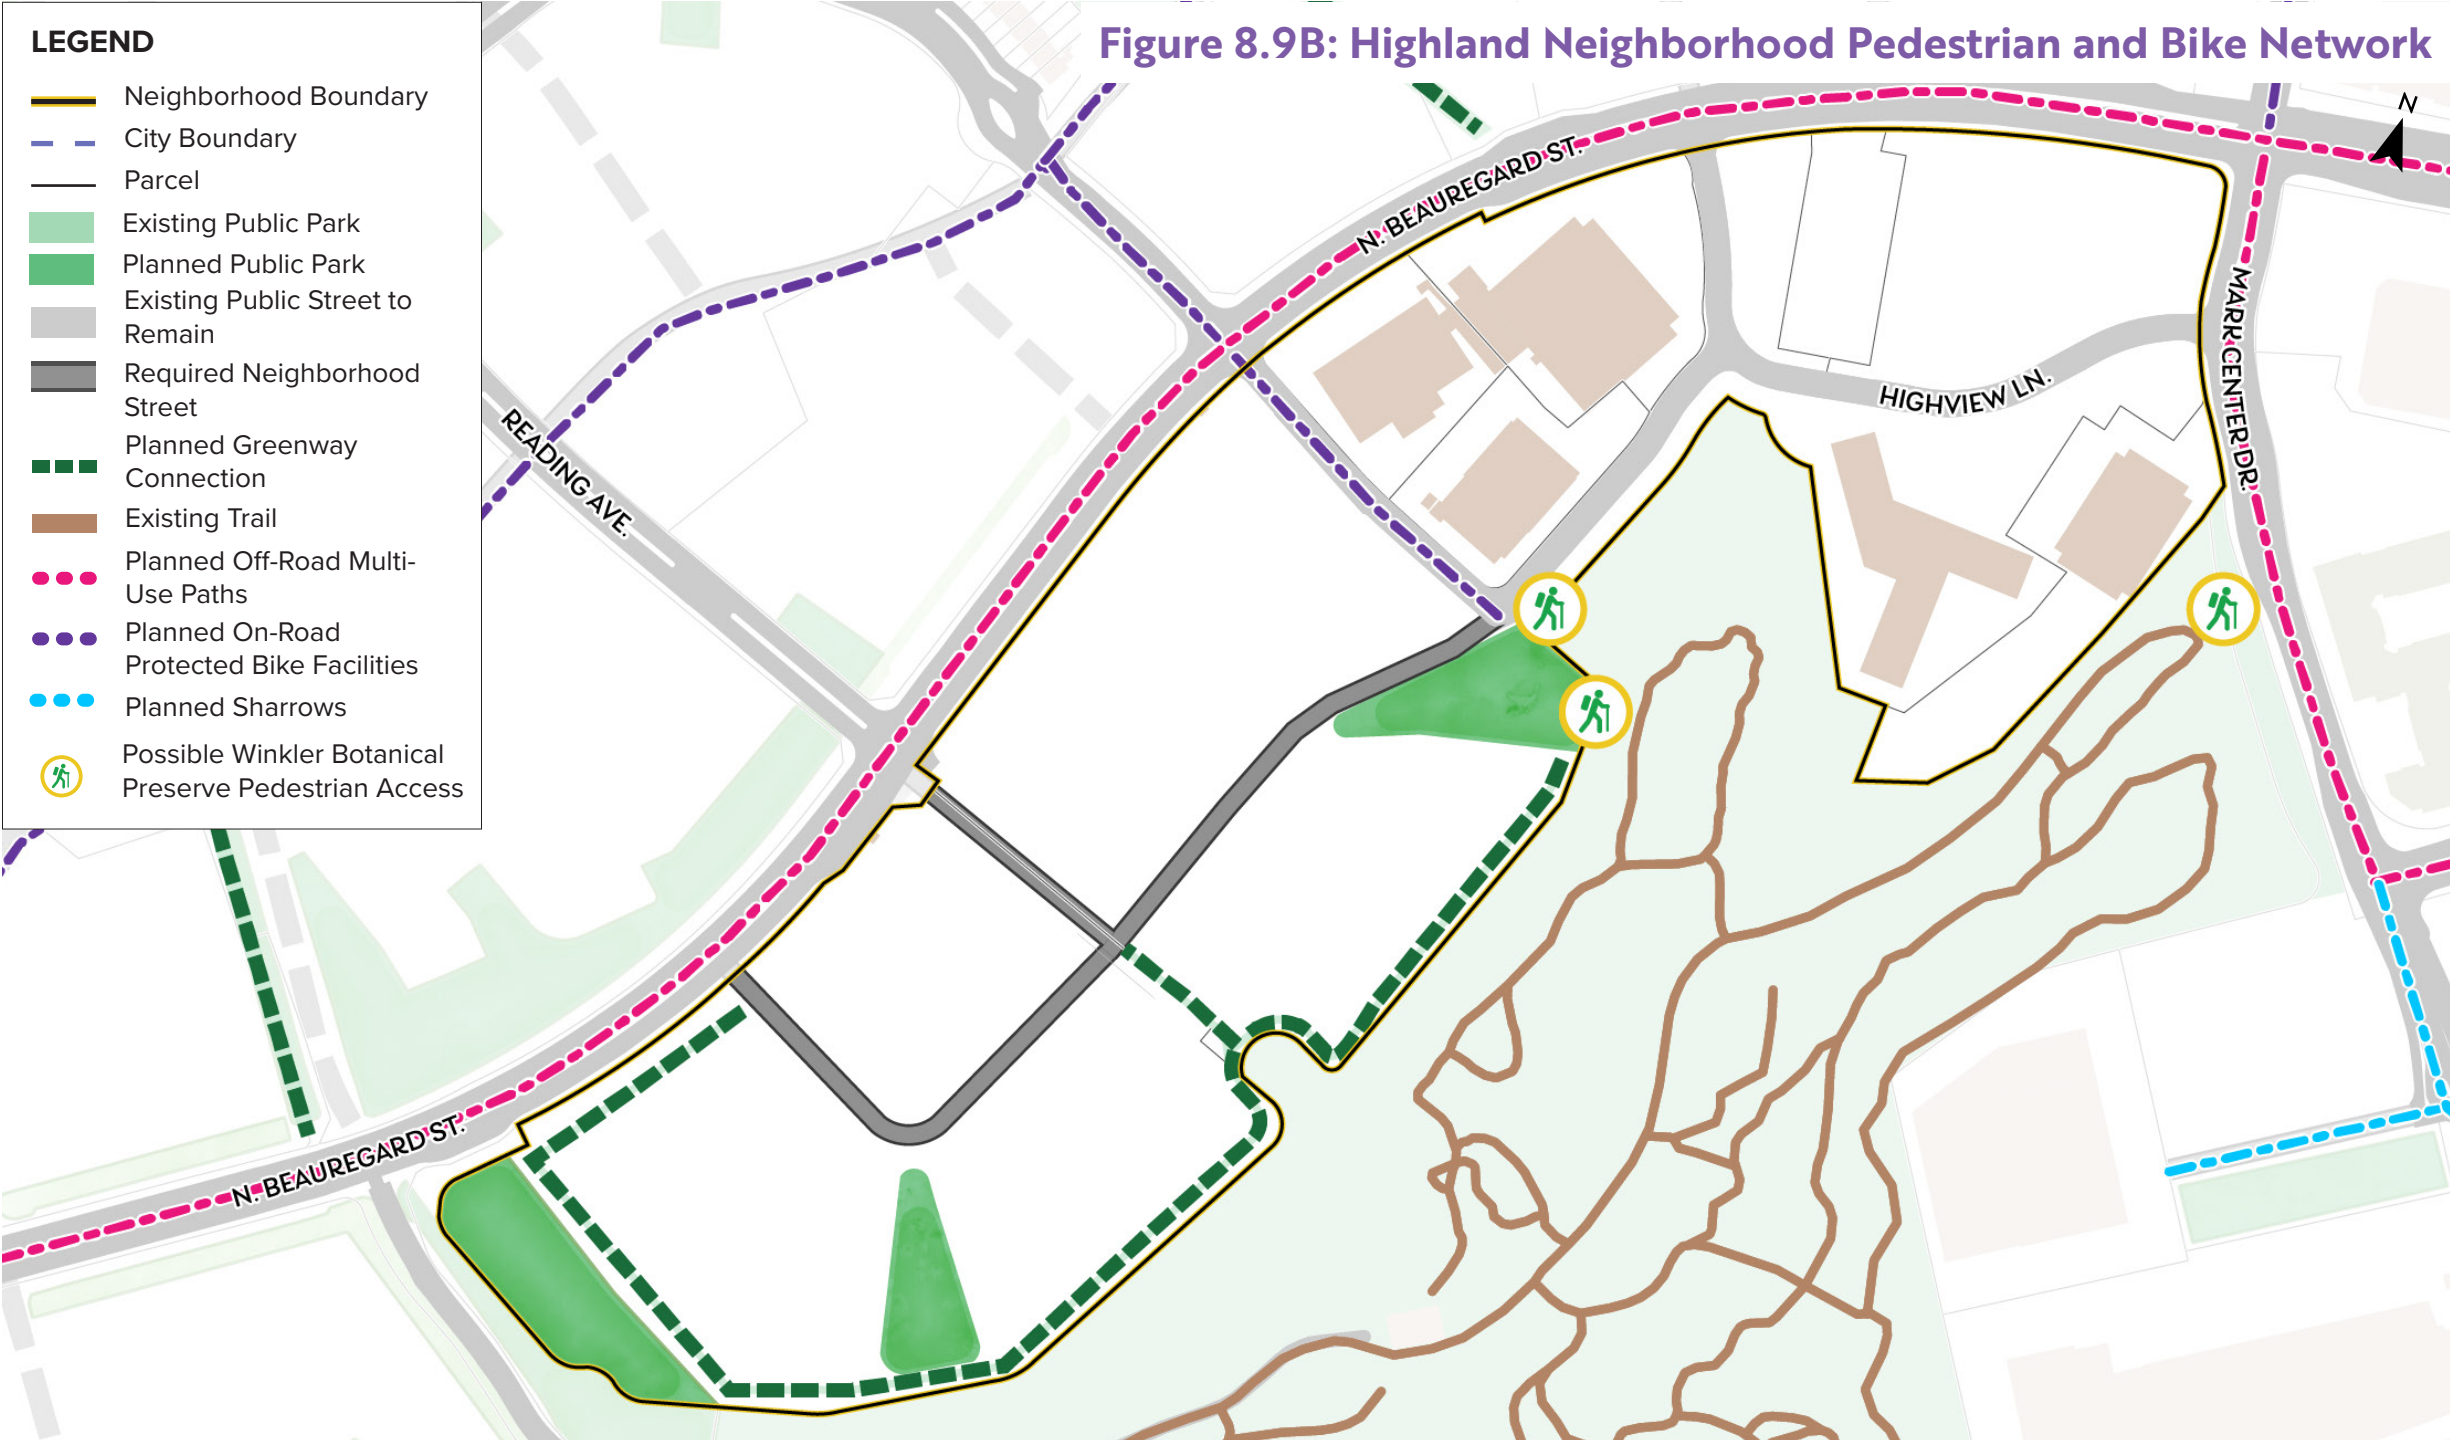 Figure 8.9B: Highland Neighborhood Pedestrian and Bike Network
LEGEND
Neighborhood Boundary
City Boundary
Parcel
Existing Public Park
Planned Public Park
Existing Public Street to
Remain
Required Neighborhood
Street
Planned Greenway
Connection
Existing Trail
Planned Off-Road Multi-
Use Paths
Planned On-Road
Protected Bike Facilities
Planned Sharrows
Possible Winkler Botanical
Preserve Pedestrian Access
N
N. BEAUREGARD ST.
MARK CENTER DR.
HIGHVIEW LN.
READING AVE.
N. BEAUREGARD ST.